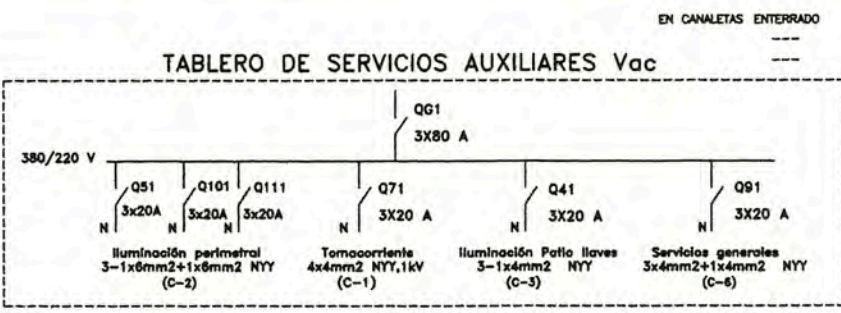 EN CANALETAS ENTERRADO
TABLERO DE SERVICIOS AUXILIARES Vac
QG1
3X80 A
380/220 V
Q51
3x20A
N
Q101
3x20A
N
Q111
3x20A
N
Q71
3X20 A
N
Q41
3X20 A
N
Q91
3X20 A
N
Iluminación perimetral
3-1x6mm2+1x6mm2 NYY
(C-2)
Tomacorriente
4x4mm2 NYY,1kV
(C-1)
Iluminación Patio llaves
3-1x4mm2 NYY
(C-3)
Servicios generales
3x4mm2+1x4mm2 NYY
(C-6)